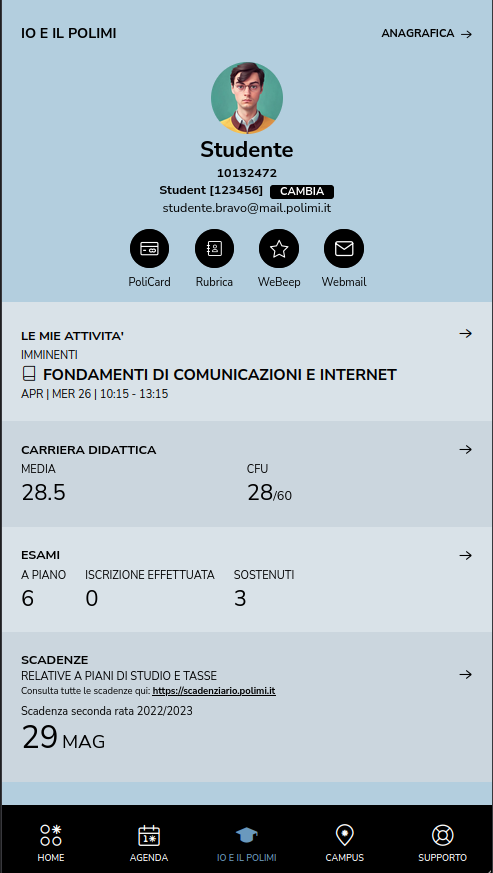 IO E IL POLIMI
ANAGRAFICA →
Studente
10132472
Student [123456] CAMBIA
studente.bravo@mail.polimi.it
PoliCard Rubrica WeBeep Webmail
LE MIE ATTIVITA'
IMMINENTI
FONDAMENTI DI COMUNICAZIONI E INTERNET
APR | MER 26 | 10:15 - 13:15
CARRIERA DIDATTICA
MEDIA CFU
28.5 28/60
ESAMI
A PIANO ISCRIZIONE EFFETTUATA SOSTENUTI
6 0 3
SCADENZE
RELATIVE A PIANI DI STUDIO E TASSE
Consulta tutte le scadenze qui: https://scadenziario.polimi.it
Scadenza seconda rata 2022/2023
29 MAG
HOME AGENDA IO E IL POLIMI CAMPUS SUPPORTO